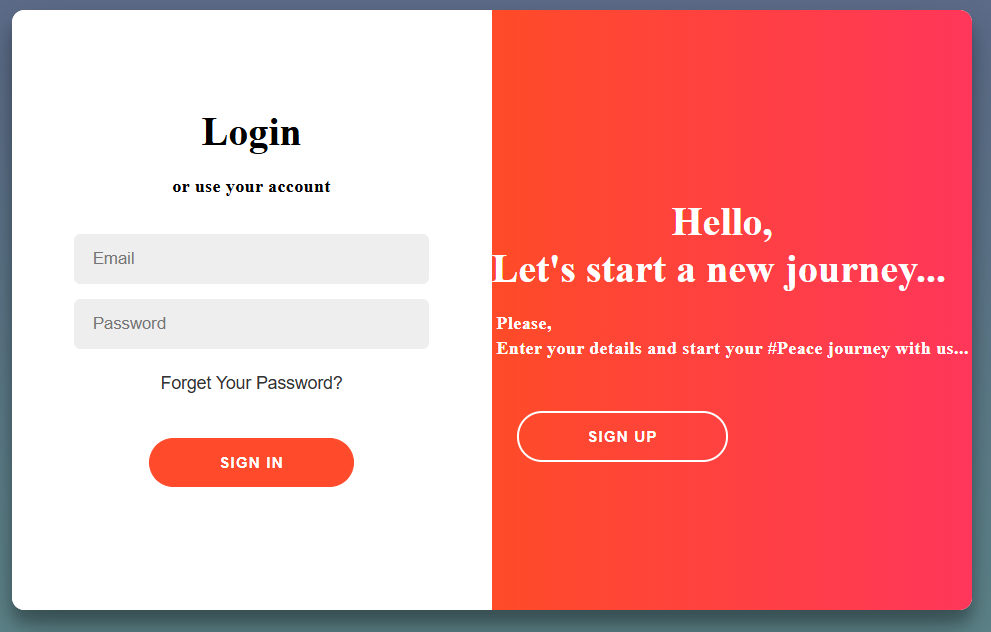 Login
or use your account
Email
Password
Forget Your Password?
SIGN IN
Hello,
Let's start a new journey...
Please,
Enter your details and start your #Peace journey with us...
SIGN UP